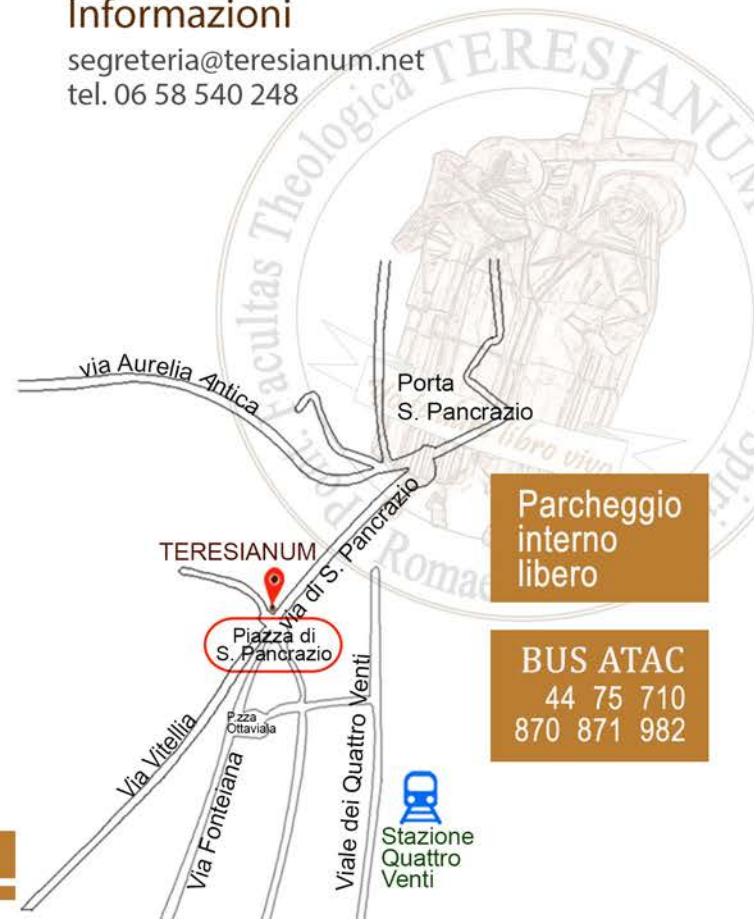 Informazioni
segreteria@teresianum.net
tel. 06 58 540 248
Facultas Theologica TERESIANUM
via Aurelia Antica
Porta
S. Pancrazio
libro vivo
Parcheggio
interno
libero
via di S. Pancrazio
TERESIANUM
Romae
Piazza di
S. Pancrazio
BUS ATAC
44 75 710
870 871 982
P.zza
Ottaviala
Via Vitellia
Via Fonteiana
Viale dei Quattro Venti
Stazione
Quattro
Venti